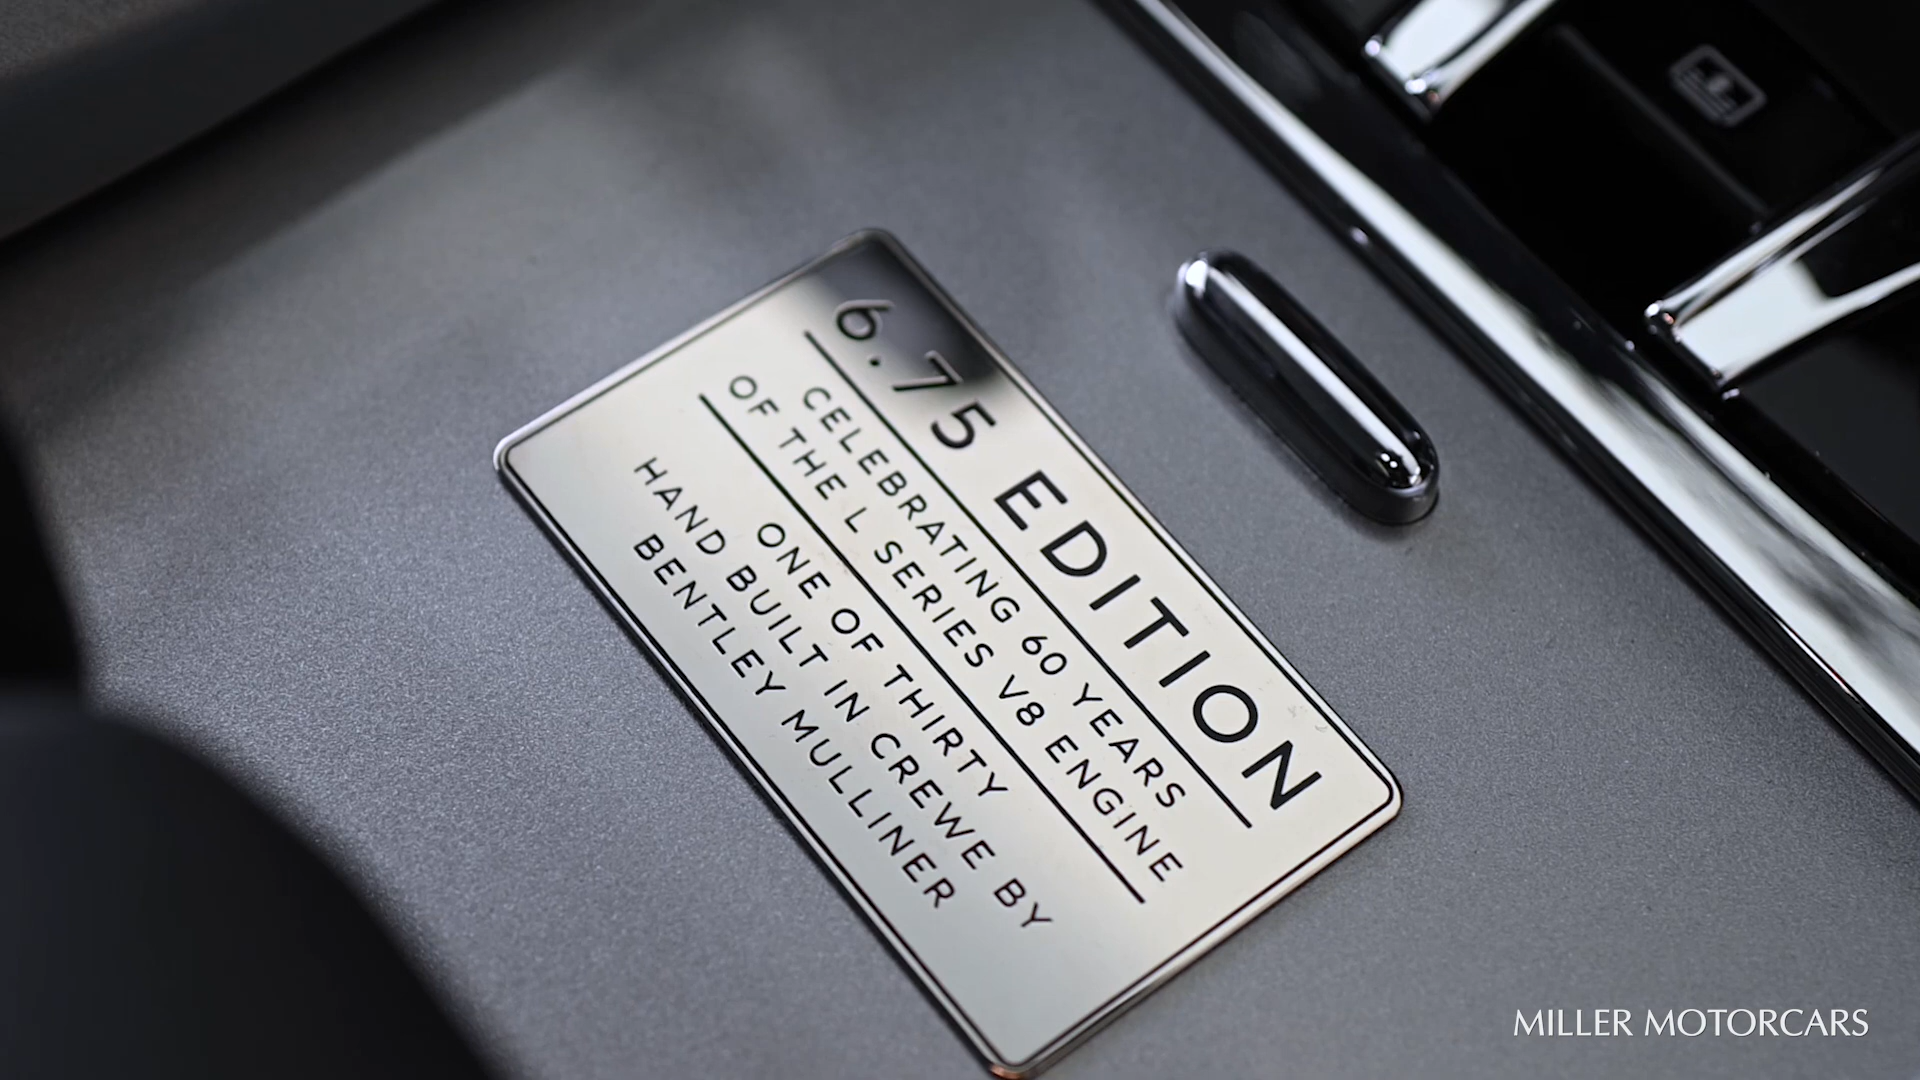 6.75 EDITION
CELEBRATING 60 YEARS
OF THE L SERIES V8 ENGINE
ONE OF THIRTY
HAND BUILT IN CREWE BY
BENTLEY MULLINER
MILLER MOTORCARS